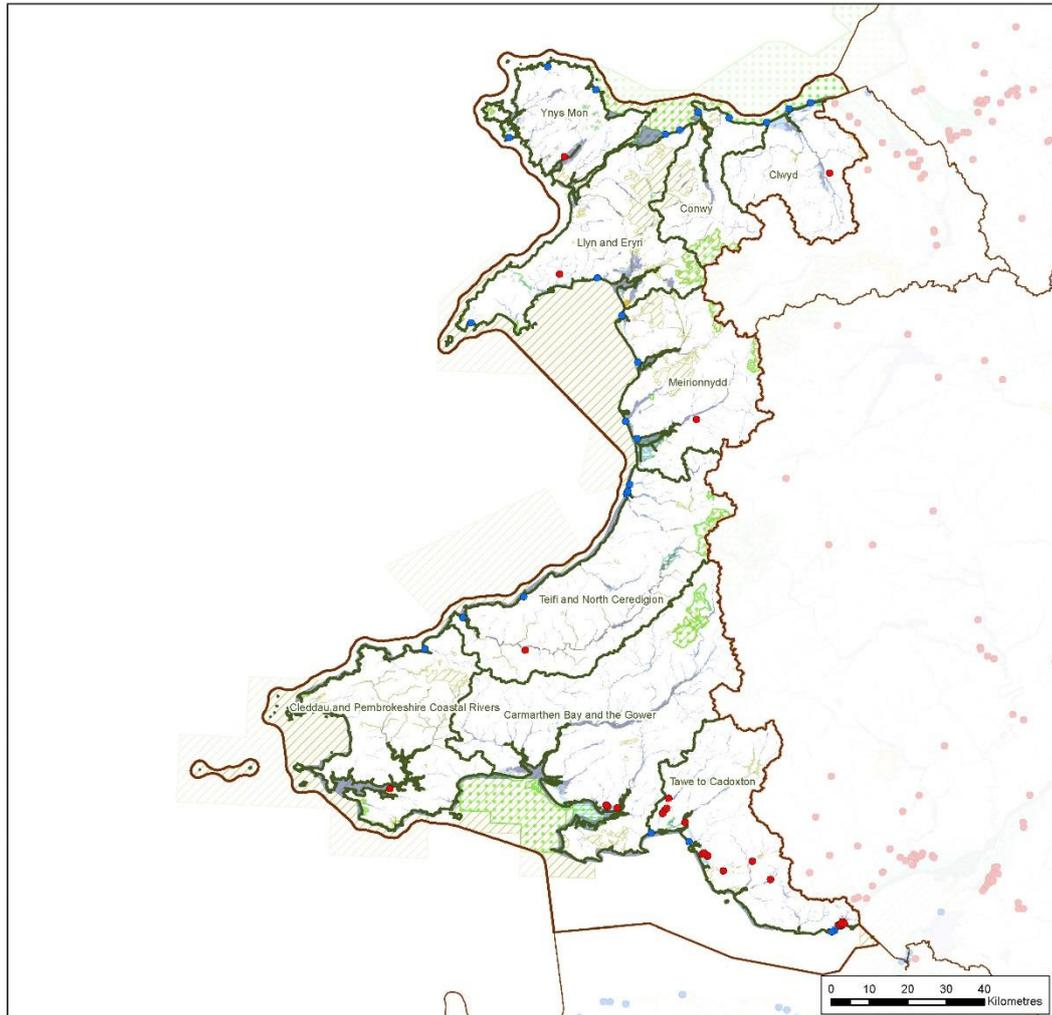 Ynys Mon
Clwyd
Conwy
Llyn and Eryri
Meirionnydd
Teifi and North Ceredigion
Cleddau and Pembrokeshire Coastal Rivers
Carmarthen Bay and the Gower
Tawe to Cadoxton
0 10 20 30 40
Kilometres